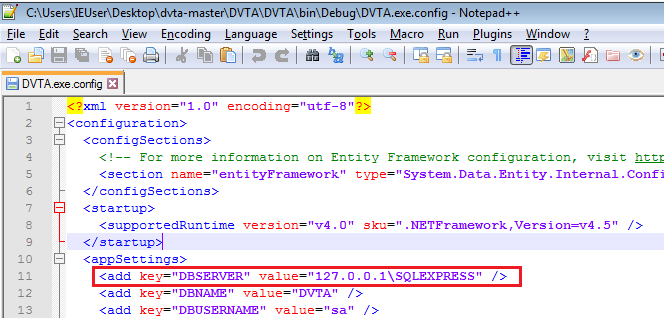 C:\Users\IEUser\Desktop\dvta-master\DVTA\DVTA\bin\Debug\DVTA.exe.config - Notepad++
File Edit Search View Encoding Language Settings Tools Macro Run Plugins Window ?
DVTA.exe.config
1 <?xml version="1.0" encoding="utf-8"?>
2 <configuration>
3 <configSections>
4 <!-- For more information on Entity Framework configuration, visit
5 <section name="entityFramework" type="System.Data.Entity.Internal.Confi
6 </configSections>
7 <startup>
8 <supportedRuntime version="v4.0" sku=".NETFramework,Version=v4.5" />
9 </startup>
10 <appSettings>
11 <add key="DBSERVER" value="127.0.0.1\SQLEXPRESS" />
12 <add key="DBNAME" value="DVTA" />
13 <add key="DBUSERNAME" value="sa" />